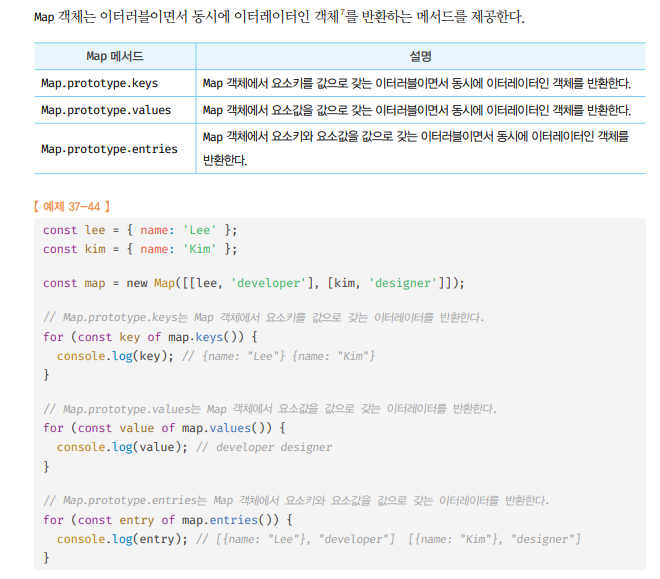 Map 객체는 이터러블이면서 동시에 이터레이터인 객체7를 반환하는 메서드를 제공한다.
Map 메서드 설명
Map.prototype.keys Map 객체에서 요소키를 값으로 갖는 이터러블이면서 동시에 이터레이터인 객체를 반환한다.
Map.prototype.values Map 객체에서 요소값을 값으로 갖는 이터러블이면서 동시에 이터레이터인 객체를 반환한다.
Map.prototype.entries Map 객체에서 요소키와 요소값을 값으로 갖는 이터러블이면서 동시에 이터레이터인 객체를
반환한다.
【 예제 37-44 】
const lee = { name: 'Lee' };
const kim = { name: 'Kim' };
const map = new Map([[lee, 'developer'], [kim, 'designer']]);
// Map.prototype.keys는 Map 객체에서 요소키를 값으로 갖는 이터레이터를 반환한다.
for (const key of map.keys()) {
  console.log(key); // {name: "Lee"} {name: "Kim"}
}
// Map.prototype.values는 Map 객체에서 요소값을 값으로 갖는 이터레이터를 반환한다.
for (const value of map.values()) {
  console.log(value); // developer designer
}
// Map.prototype.entries는 Map 객체에서 요소키와 요소값을 값으로 갖는 이터레이터를 반환한다.
for (const entry of map.entries()) {
  console.log(entry); // [{name: "Lee"}, "developer"]  [{name: "Kim"}, "designer"]
}